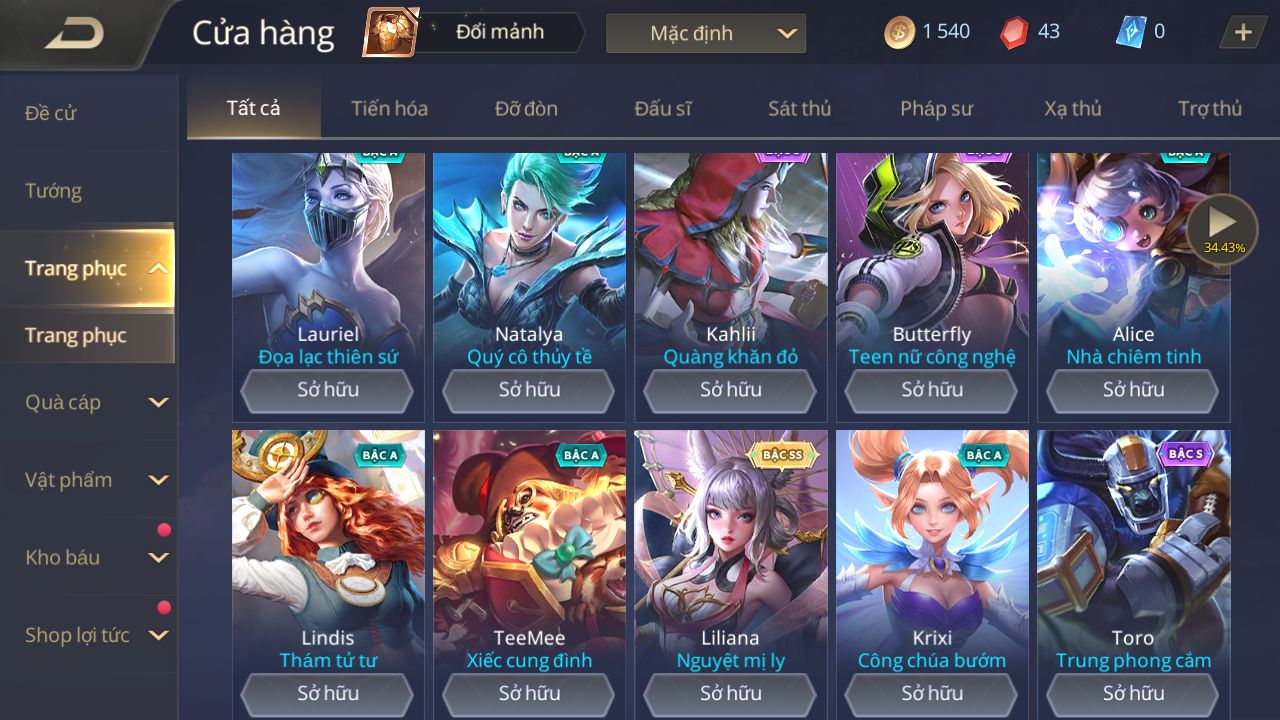 Cửa hàng
Đổi mảnh
Mặc định
1 540
43
0
Đề cử
Tướng
Trang phục
Trang phục
Quà cáp
Vật phẩm
Kho báu
Shop lợi tức
Tất cả
Tiến hóa
Đỡ đòn
Đấu sĩ
Sát thủ
Pháp sư
Xạ thủ
Trợ thủ
34.43%
Lauriel
Đọa lạc thiên sứ
Sở hữu
Natalya
Quý cô thủy tề
Sở hữu
Kahlii
Quàng khăn đỏ
Sở hữu
Butterfly
Teen nữ công nghệ
Sở hữu
Alice
Nhà chiêm tinh
Sở hữu
BẬC A
Lindis
Thám tử tư
Sở hữu
BẬC A
TeeMee
Xiếc cung đình
Sở hữu
BẬC SS
Liliana
Nguyệt mị ly
Sở hữu
BẬC A
Krixi
Công chúa bướm
Sở hữu
BẬC S
Toro
Trung phong cắm
Sở hữu